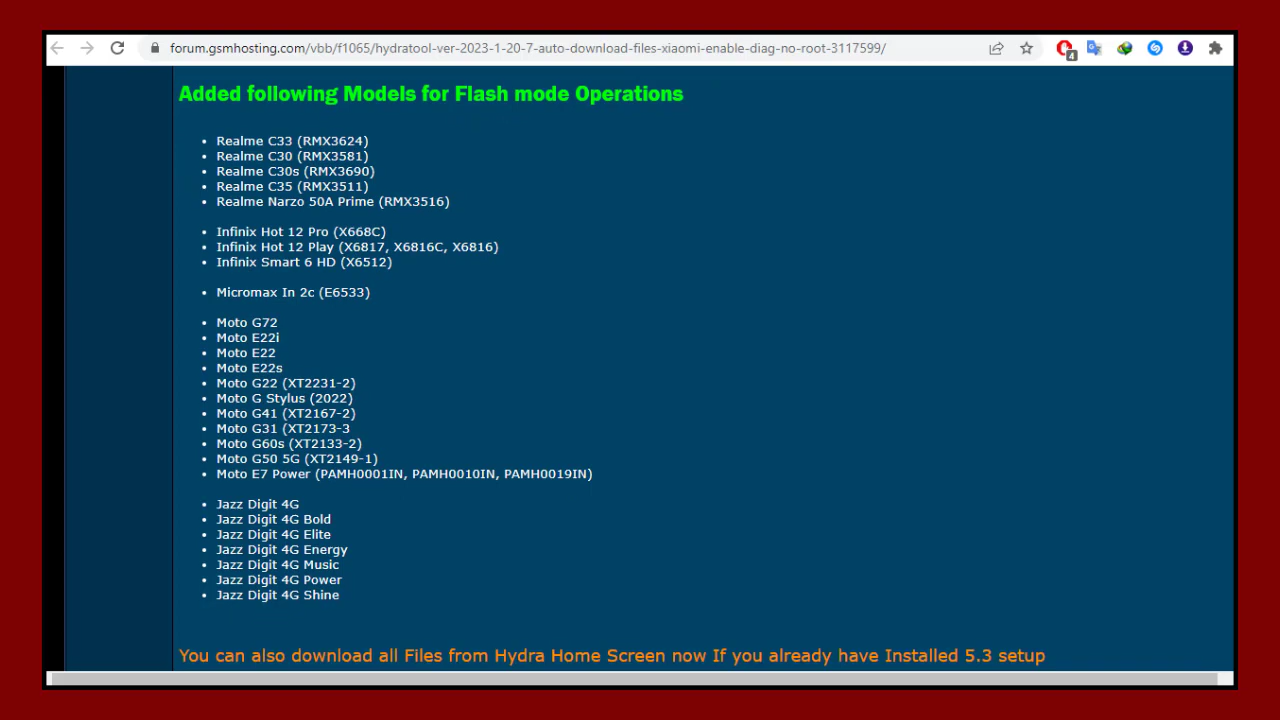 forum.gsmhosting.com/vbb/f1065/hydratool-ver-2023-1-20-7-auto-download-files-xiaomi-enable-diag-no-root-3117599/
4
Added following Models for Flash mode Operations
• Realme C33 (RMX3624)
• Realme C30 (RMX3581)
• Realme C30s (RMX3690)
• Realme C35 (RMX3511)
• Realme Narzo 50A Prime (RMX3516)
• Infinix Hot 12 Pro (X668C)
• Infinix Hot 12 Play (X6817, X6816C, X6816)
• Infinix Smart 6 HD (X6512)
• Micromax In 2c (E6533)
• Moto G72
• Moto E22i
• Moto E22
• Moto E22s
• Moto G22 (XT2231-2)
• Moto G Stylus (2022)
• Moto G41 (XT2167-2)
• Moto G31 (XT2173-3
• Moto G60s (XT2133-2)
• Moto G50 5G (XT2149-1)
• Moto E7 Power (PAMH0001IN, PAMH0010IN, PAMH0019IN)
• Jazz Digit 4G
• Jazz Digit 4G Bold
• Jazz Digit 4G Elite
• Jazz Digit 4G Energy
• Jazz Digit 4G Music
• Jazz Digit 4G Power
• Jazz Digit 4G Shine
You can also download all Files from Hydra Home Screen now If you already have Installed 5.3 setup